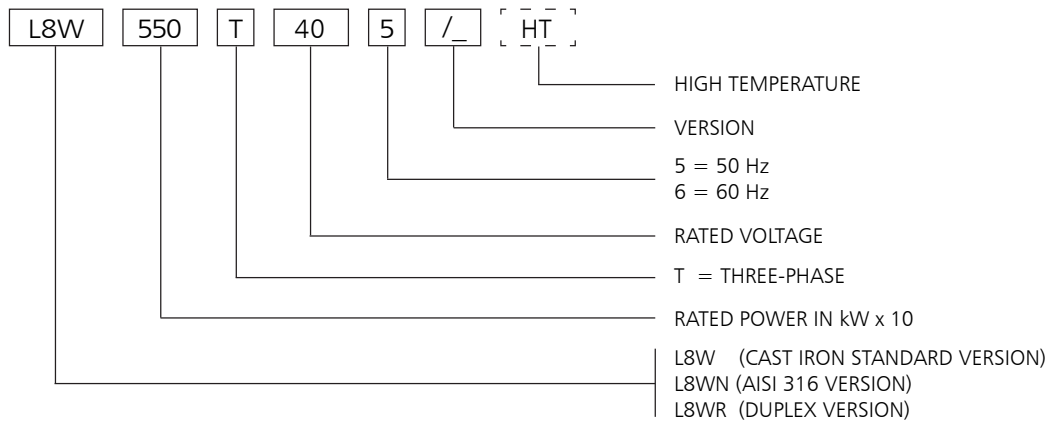 L8W 550 T 40 5 /_ HT
HIGH TEMPERATURE
VERSION
5 = 50 Hz
6 = 60 Hz
RATED VOLTAGE
T = THREE-PHASE
RATED POWER IN kW x 10
L8W (CAST IRON STANDARD VERSION)
L8WN (AISI 316 VERSION)
L8WR (DUPLEX VERSION)